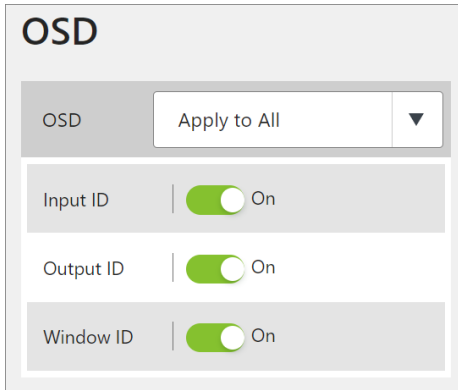 OSD
OSD Apply to All
Input ID On
Output ID On
Window ID On